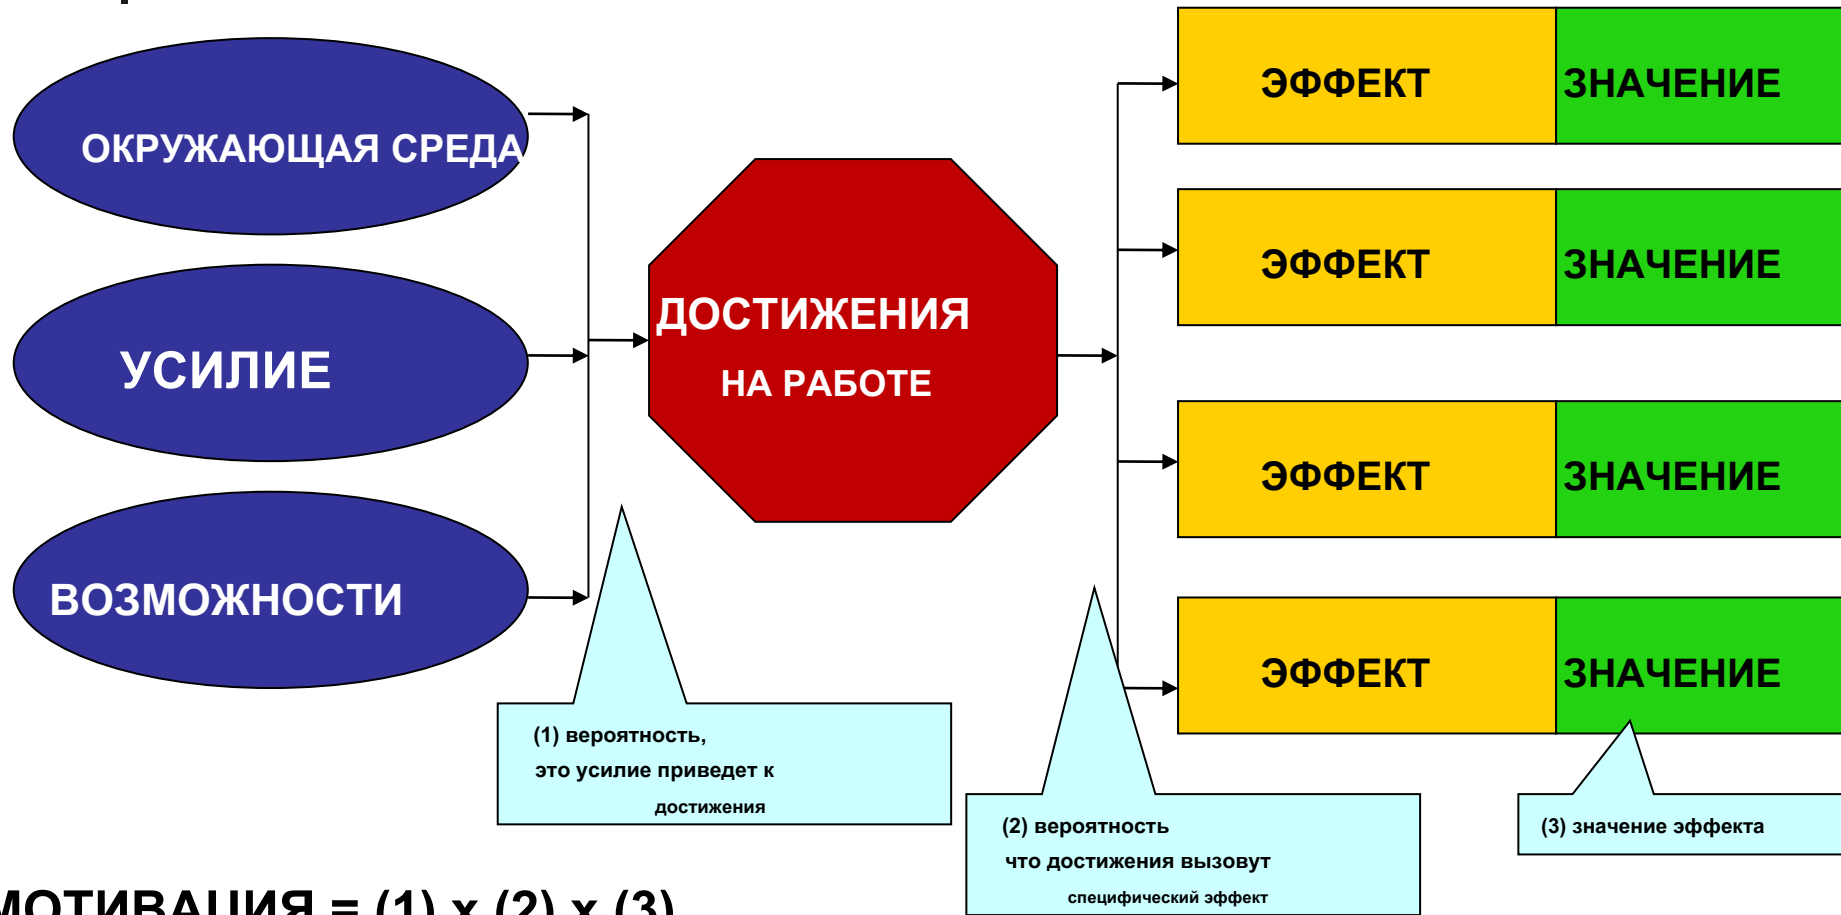 ОКРУЖАЮЩАЯ СРЕДА
УСИЛИЕ
ВОЗМОЖНОСТИ
ДОСТИЖЕНИЯ
НА РАБОТЕ
ЭФФЕКТ ЗНАЧЕНИЕ
ЭФФЕКТ ЗНАЧЕНИЕ
ЭФФЕКТ ЗНАЧЕНИЕ
ЭФФЕКТ ЗНАЧЕНИЕ
(1) вероятность,
это усилие приведет к
достижения
(2) вероятность
что достижения вызовут
специфический эффект
(3) значение эффекта
МОТИВАЦИЯ = (1) x (2) x (3)